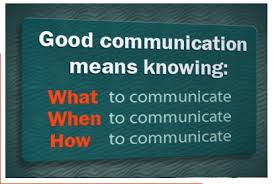 Good communication
means knowing:
What to communicate
When to communicate
How to communicate